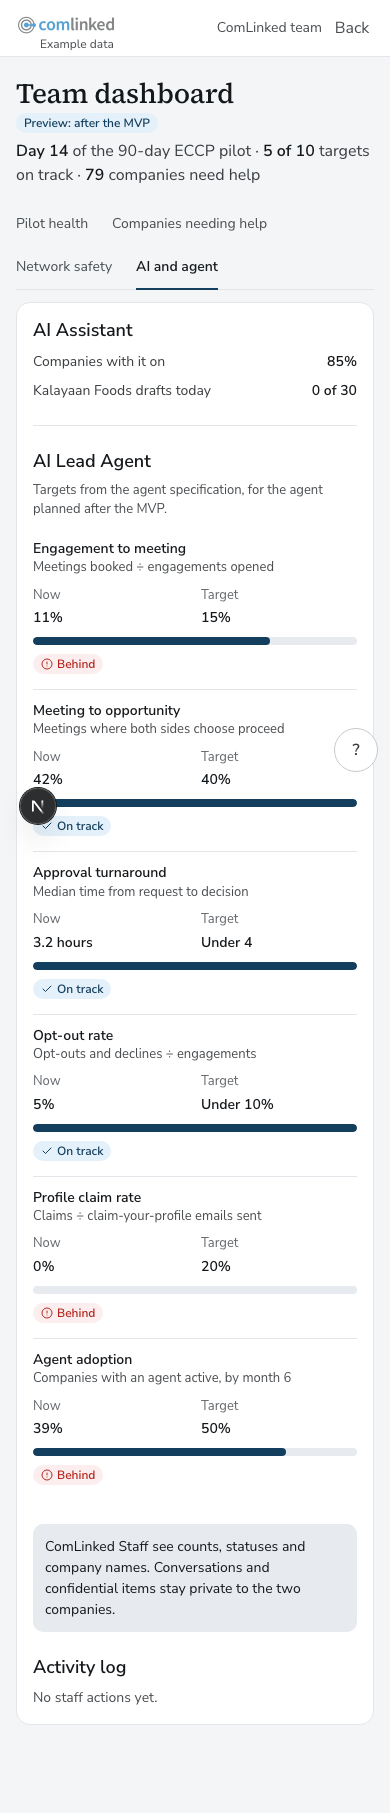 comlinked
Example data
ComLinked team
Back
Team dashboard
Preview: after the MVP
Day 14 of the 90-day ECCP pilot · 5 of 10 targets
on track · 79 companies need help
Pilot health
Companies needing help
Network safety
AI and agent
AI Assistant
Companies with it on 85%
Kalayaan Foods drafts today 0 of 30
AI Lead Agent
Targets from the agent specification, for the agent
planned after the MVP.
Engagement to meeting
Meetings booked ÷ engagements opened
Now Target
11% 15%
Behind
Meeting to opportunity
Meetings where both sides choose proceed
Now Target
?
42% 40%
N
On track
Approval turnaround
Median time from request to decision
Now Target
3.2 hours Under 4
On track
Opt-out rate
Opt-outs and declines ÷ engagements
Now Target
5% Under 10%
On track
Profile claim rate
Claims ÷ claim-your-profile emails sent
Now Target
0% 20%
Behind
Agent adoption
Companies with an agent active, by month 6
Now Target
39% 50%
Behind
ComLinked Staff see counts, statuses and
company names. Conversations and
confidential items stay private to the two
companies.
Activity log
No staff actions yet.